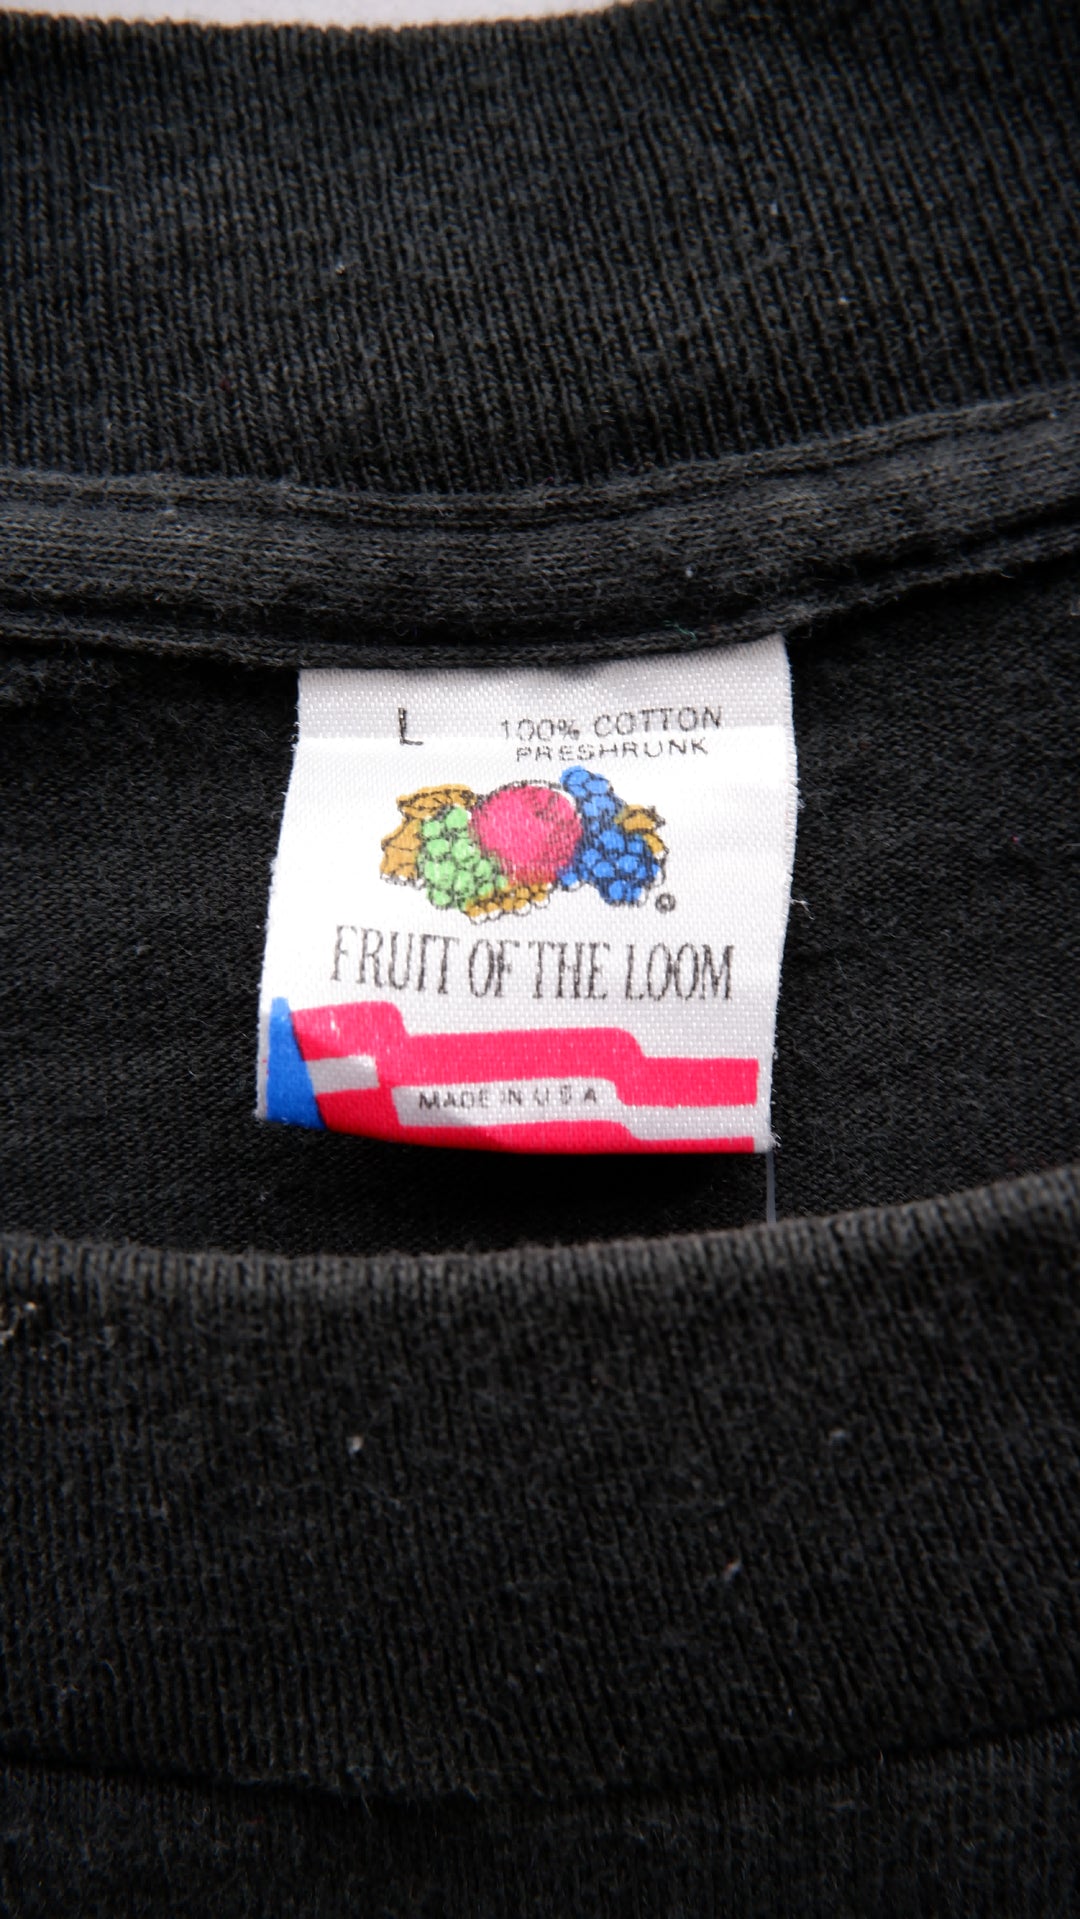 L 100% COTTON
PRESHRUNK
FRUIT OF THE LOOM
MADE IN U S A